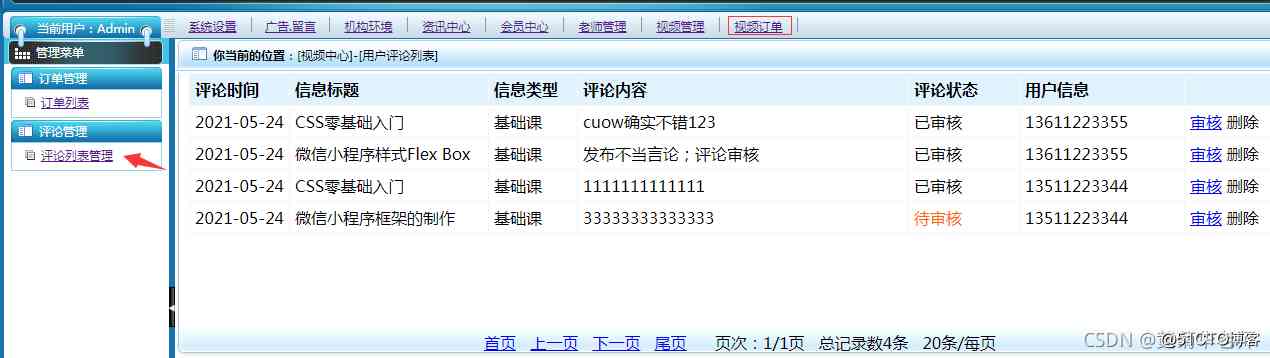 当前用户：Admin
系统设置 广告.留言 机构环境 资讯中心 会员中心 老师管理 视频管理 视频订单
管理菜单
订单管理
订单列表
评论管理
评论列表管理
你当前的位置：[视频中心]-[用户评论列表]
评论时间 信息标题 信息类型 评论内容 评论状态 用户信息
2021-05-24 CSS零基础入门 基础课 cuow确实不错123 已审核 13611223355 审核 删除
2021-05-24 微信小程序样式Flex Box 基础课 发布不当言论；评论审核 已审核 13611223355 审核 删除
2021-05-24 CSS零基础入门 基础课 1111111111111 已审核 13511223344 审核 删除
2021-05-24 微信小程序框架的制作 基础课 33333333333333 待审核 13511223344 审核 删除
首页 上一页 下一页 尾页 页次：1/1页 总记录数4条 20条/每页
CSDN @51CTO博客